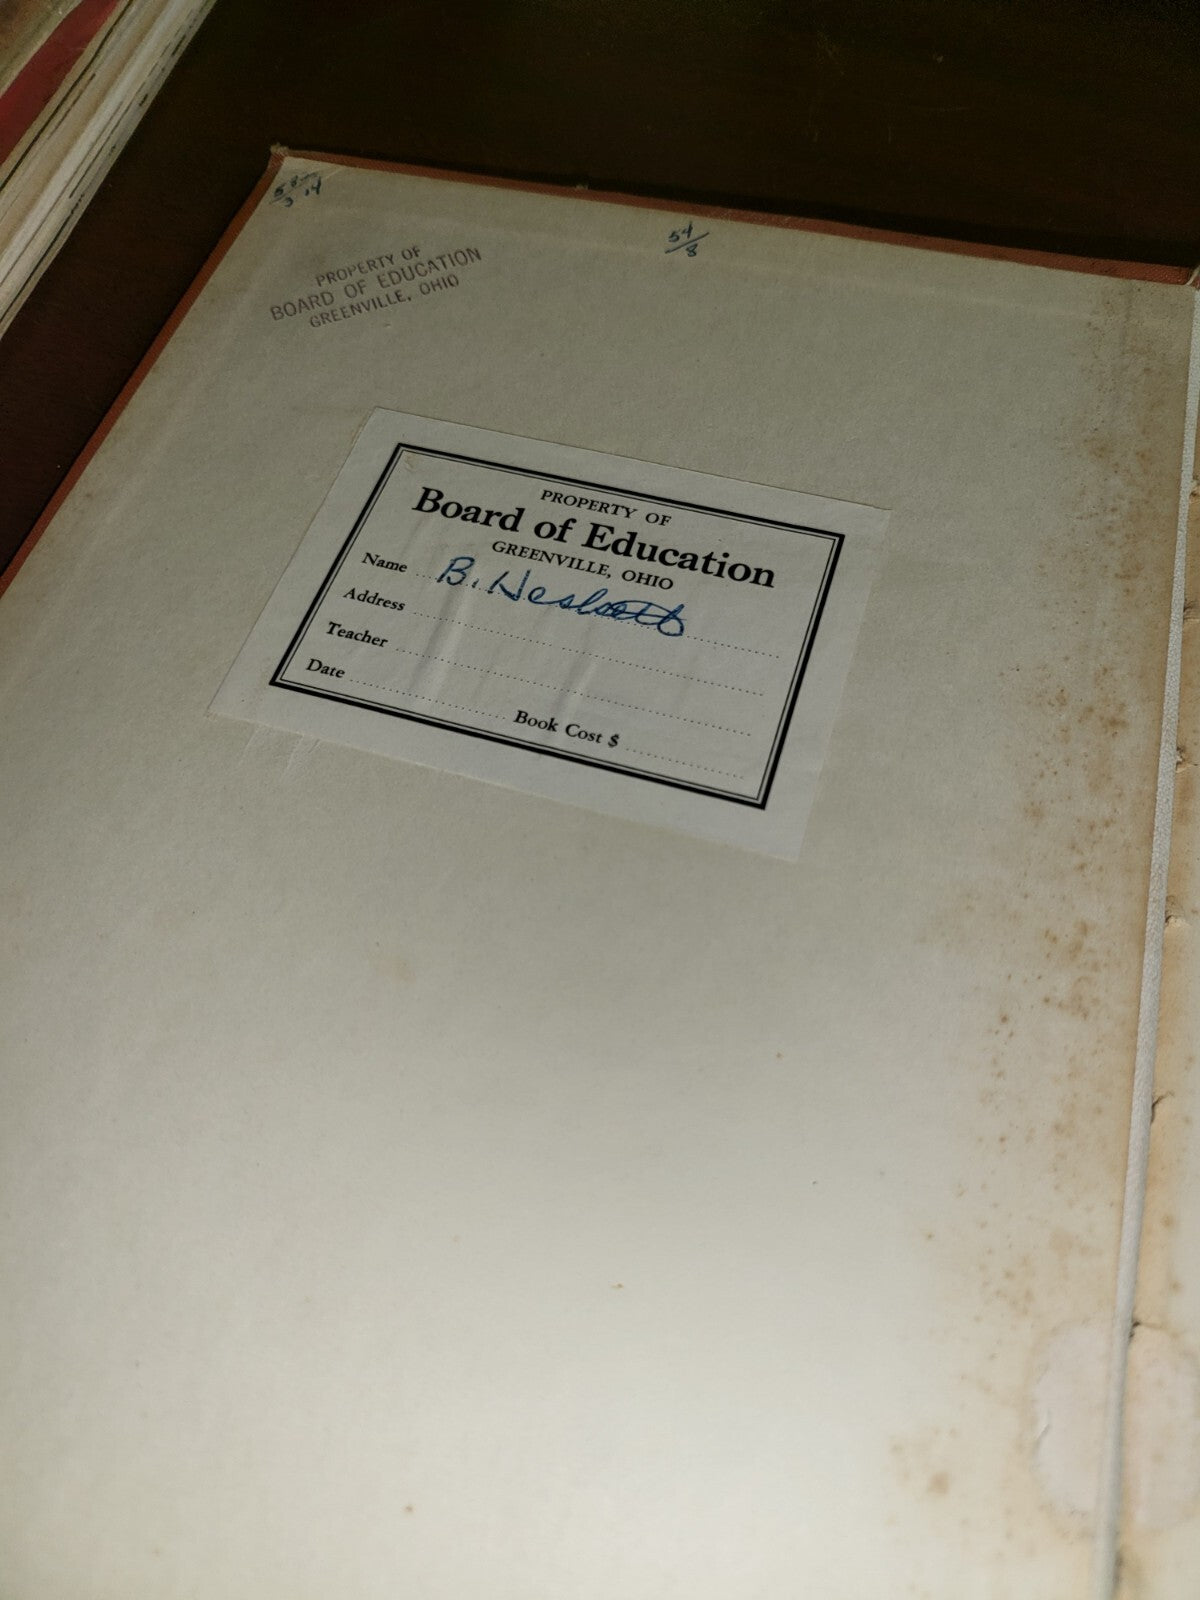 54/8
PROPERTY OF
BOARD OF EDUCATION
GREENVILLE, OHIO
PROPERTY OF
Board of Education
GREENVILLE, OHIO
Name B. Nesbitt
Address
Teacher
Date
Book Cost $